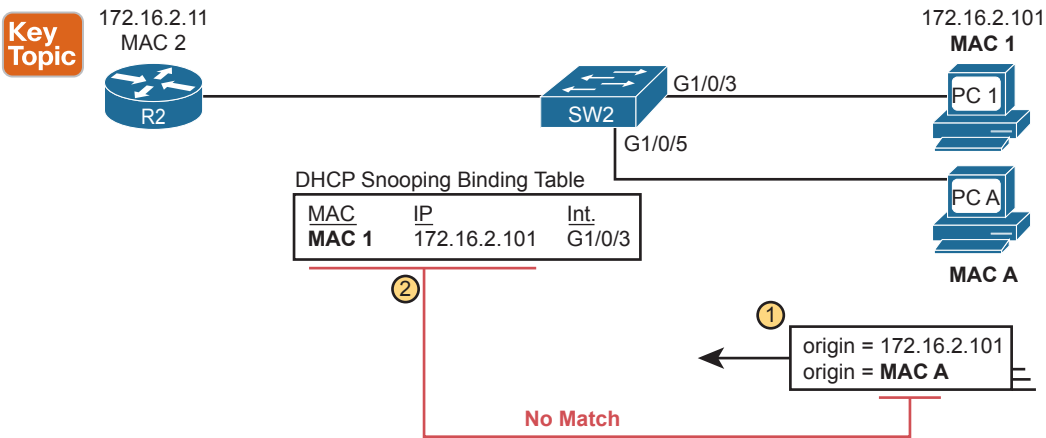 Key
Topic
172.16.2.11
MAC 2
R2
SW2
G1/0/3
G1/0/5
172.16.2.101
MAC 1
PC 1
PC A
MAC A
DHCP Snooping Binding Table
MAC IP Int.
MAC 1 172.16.2.101 G1/0/3
2
1
origin = 172.16.2.101
origin = MAC A
No Match